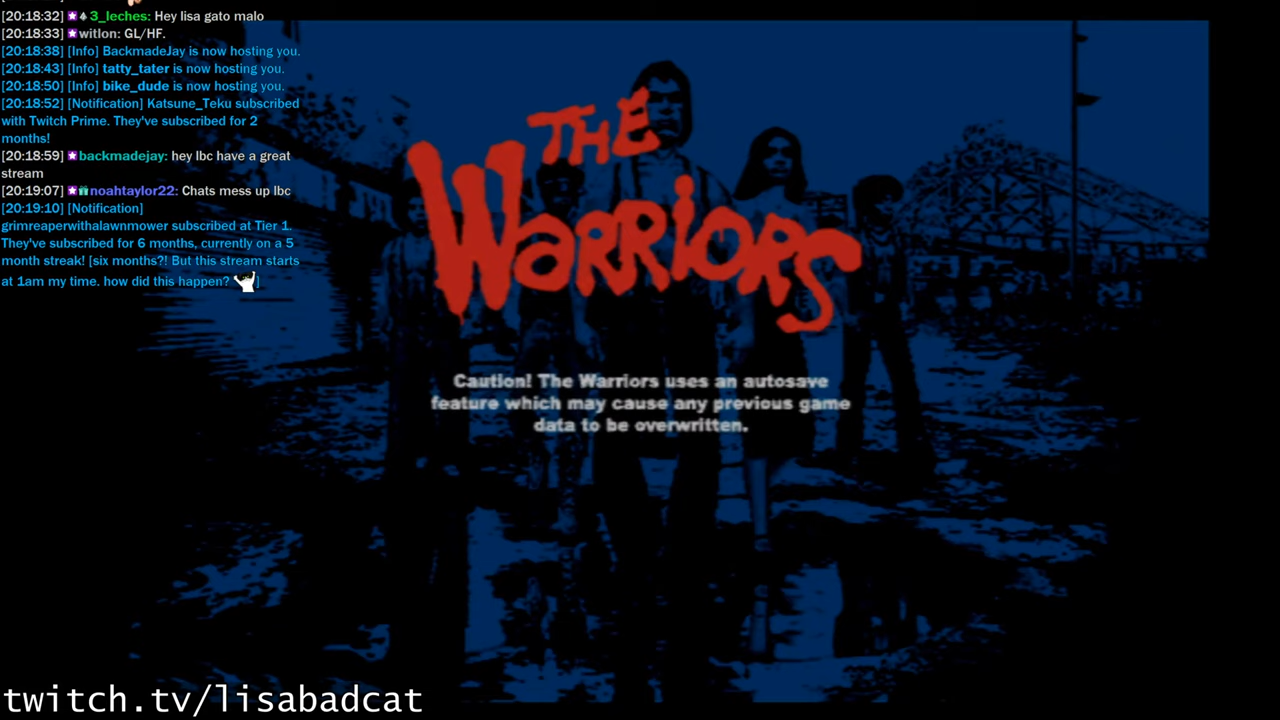 [20:18:32] 3_leches: Hey lisa gato malo
[20:18:33] witlon: GL/HF.
[20:18:38] [Info] BackmadeJay is now hosting you.
[20:18:43] [Info] tatty_tater is now hosting you.
[20:18:50] [Info] bike_dude is now hosting you.
[20:18:52] [Notification] Katsune_Teku subscribed
with Twitch Prime. They've subscribed for 2
months!
[20:18:59] backmadejay: hey lbc have a great
stream
[20:19:07] noahtaylor22: Chats mess up lbc
[20:19:10] [Notification]
grimreaperwithalawnmower subscribed at Tier 1.
They've subscribed for 6 months, currently on a 5
month streak! [six months?! But this stream starts
at 1am my time. how did this happen? ]
THE
WARRIORS
Caution! The Warriors uses an autosave
feature which may cause any previous game
data to be overwritten.
twitch.tv/lisabadcat